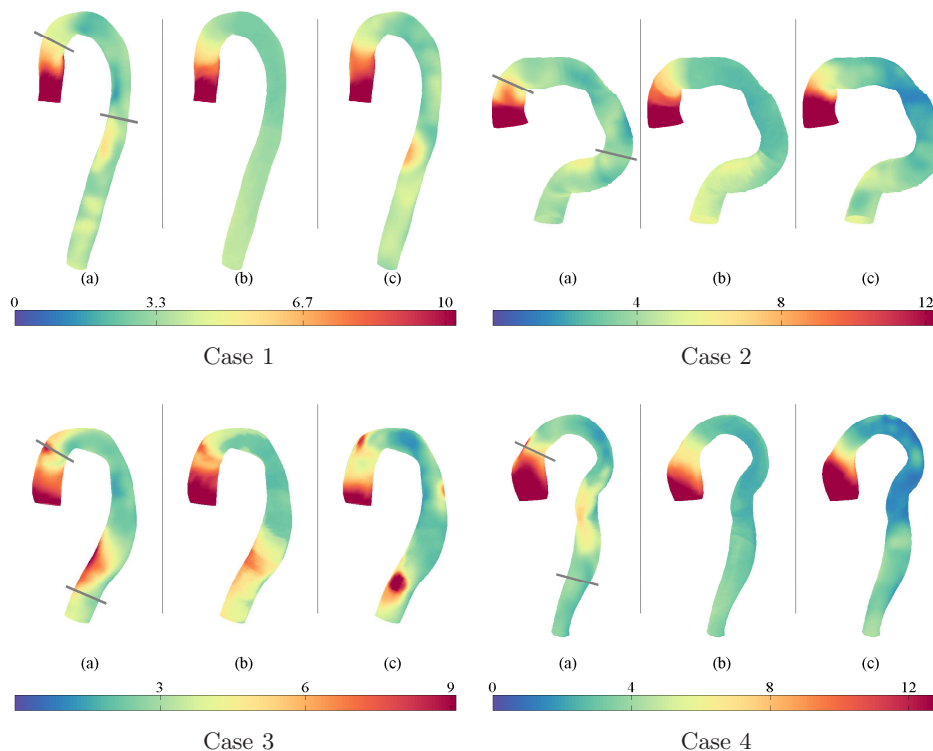 (a) (b) (c)
0 3.3 6.7 10
Case 1
(a) (b) (c)
4 8 12
Case 2
(a) (b) (c)
3 6 9
Case 3
(a) (b) (c)
0 4 8 12
Case 4